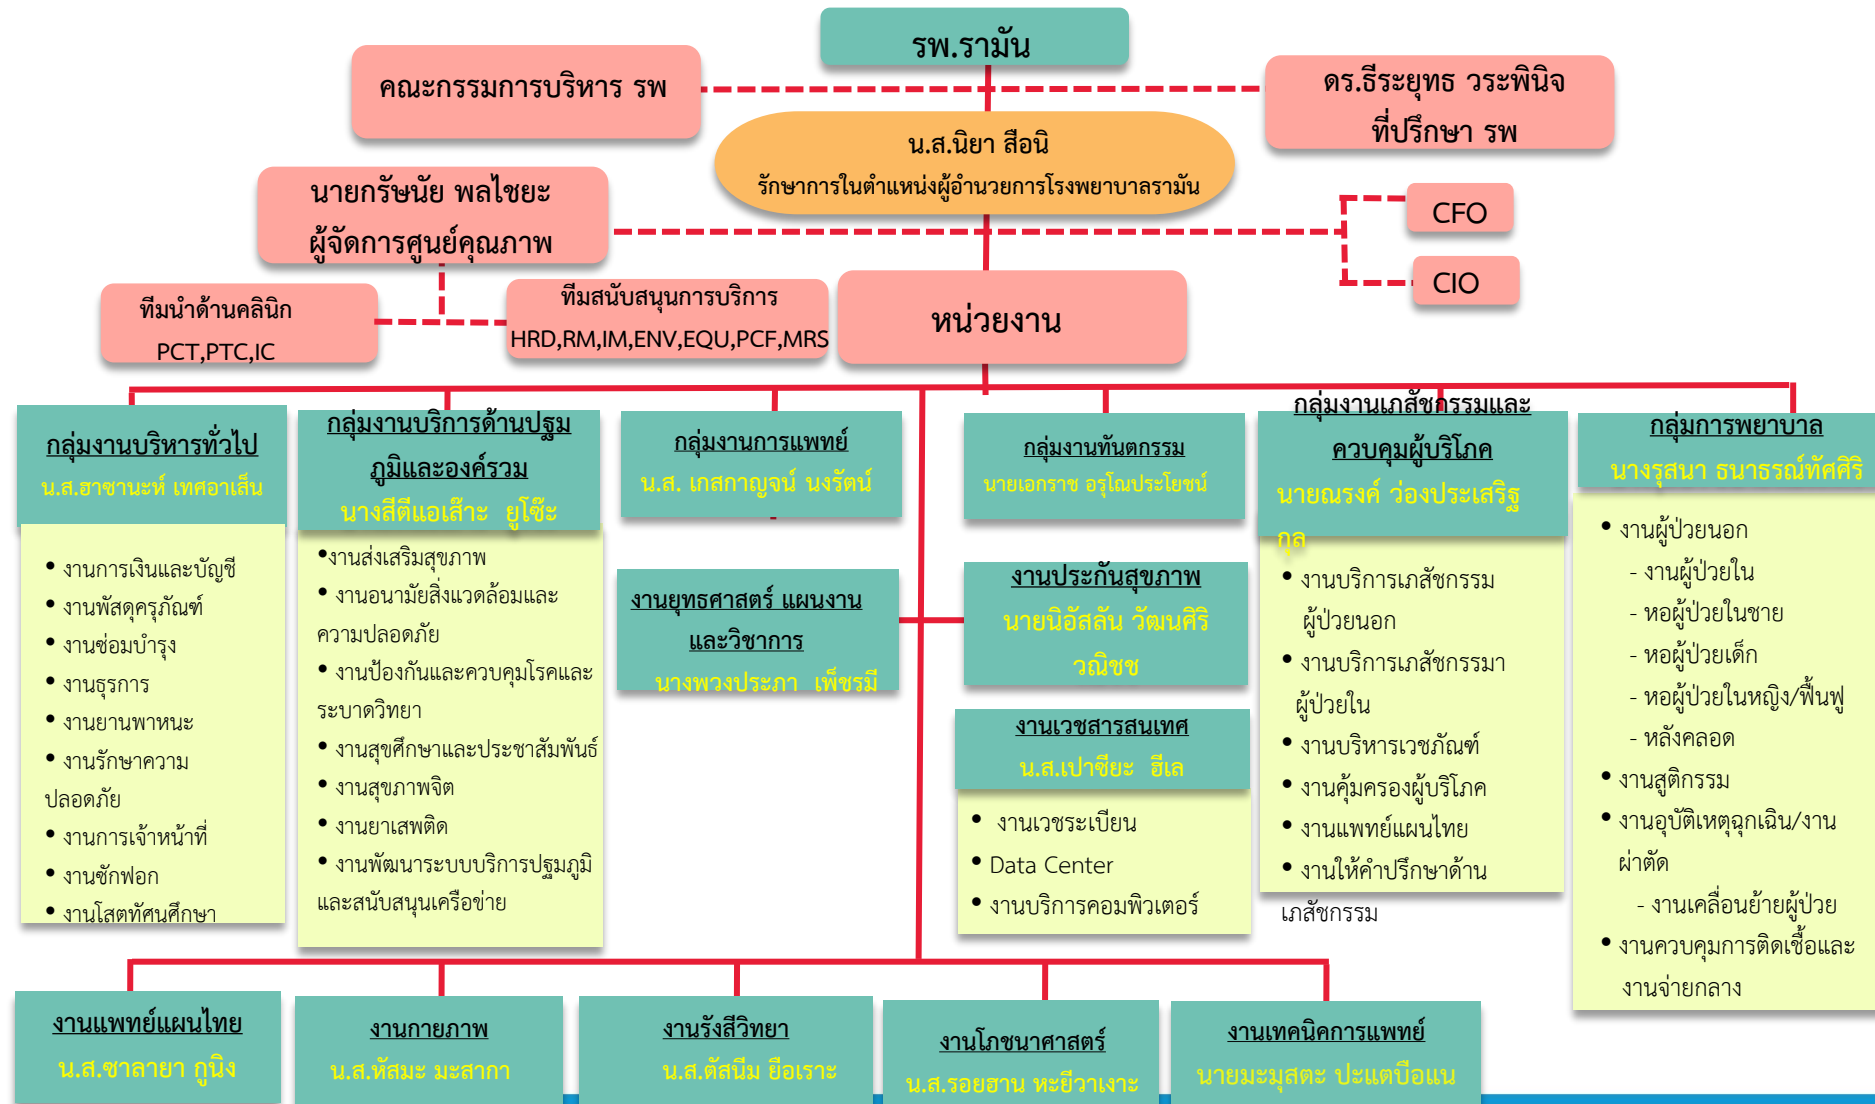 รพ.รามัน
คณะกรรมการบริหาร รพ
ดร.ธีระยุทธ วระพินิจ
ที่ปรึกษา รพ
น.ส.นิยา สือนิ
รักษาการในตำแหน่งผู้อำนวยการโรงพยาบาลรามัน
นายกรัษนัย พลไชยะ
ผู้จัดการศูนย์คุณภาพ
CFO
CIO
ทีมนำด้านคลินิก
PCT,PTC,IC
ทีมสนับสนุนการบริการ
HRD,RM,IM,ENV,EQU,PCF,MRS
หน่วยงาน
กลุ่มงานบริหารทั่วไป
น.ส.ฮาซานะห์ เทศอาเส็น
• งานการเงินและบัญชี
• งานพัสดุครุภัณฑ์
• งานซ่อมบำรุง
• งานธุรการ
• งานยานพาหนะ
• งานรักษาความ
ปลอดภัย
• งานการเจ้าหน้าที่
• งานซักฟอก
• งานโสตทัศนศึกษา
กลุ่มงานบริการด้านปฐม
ภูมิและองค์รวม
นางสีตีแอเส๊าะ ยูโซ๊ะ
•งานส่งเสริมสุขภาพ
• งานอนามัยสิ่งแวดล้อมและ
ความปลอดภัย
• งานป้องกันและควบคุมโรคและ
ระบาดวิทยา
• งานสุขศึกษาและประชาสัมพันธ์
• งานสุขภาพจิต
• งานยาเสพติด
• งานพัฒนาระบบบริการปฐมภูมิ
และสนับสนุนเครือข่าย
กลุ่มงานการแพทย์
น.ส. เกสกาญจน์ นงรัตน์
งานยุทธศาสตร์ แผนงาน
และวิชาการ
นางพวงประภา เพ็ชรมี
กลุ่มงานทันตกรรม
นายเอกราช อรุโณประโยชน์
งานประกันสุขภาพ
นายนิอัสลัน วัฒนศิริ
วณิชช
งานเวชสารสนเทศ
น.ส.เปาซียะ ฮีเล
• งานเวชระเบียน
• Data Center
• งานบริการคอมพิวเตอร์
กลุ่มงานเภสัชกรรมและ
ควบคุมผู้บริโภค
นายณรงค์ ว่องประเสริฐ
กุล
• งานบริการเภสัชกรรม
ผู้ป่วยนอก
• งานบริการเภสัชกรรมา
ผู้ป่วยใน
• งานบริหารเวชภัณฑ์
• งานคุ้มครองผู้บริโภค
• งานแพทย์แผนไทย
• งานให้คำปรึกษาด้าน
เภสัชกรรม
กลุ่มการพยาบาล
นางรุสนา ธนาธรณ์ทัศศิริ
• งานผู้ป่วยนอก
- งานผู้ป่วยใน
- หอผู้ป่วยในชาย
- หอผู้ป่วยเด็ก
- หอผู้ป่วยในหญิง/ฟื้นฟู
- หลังคลอด
• งานสูติกรรม
• งานอุบัติเหตุฉุกเฉิน/งาน
ผ่าตัด
- งานเคลื่อนย้ายผู้ป่วย
• งานควบคุมการติดเชื้อและ
งานจ่ายกลาง
งานแพทย์แผนไทย
น.ส.ซาลายา กูนิง
งานกายภาพ
น.ส.หัสมะ มะสากา
งานรังสีวิทยา
น.ส.ตัสนีม ยือเราะ
งานโภชนาศาสตร์
น.ส.รอยฮาน หะยีวาเงาะ
งานเทคนิคการแพทย์
นายมะมุสตะ ปะแตบือแน